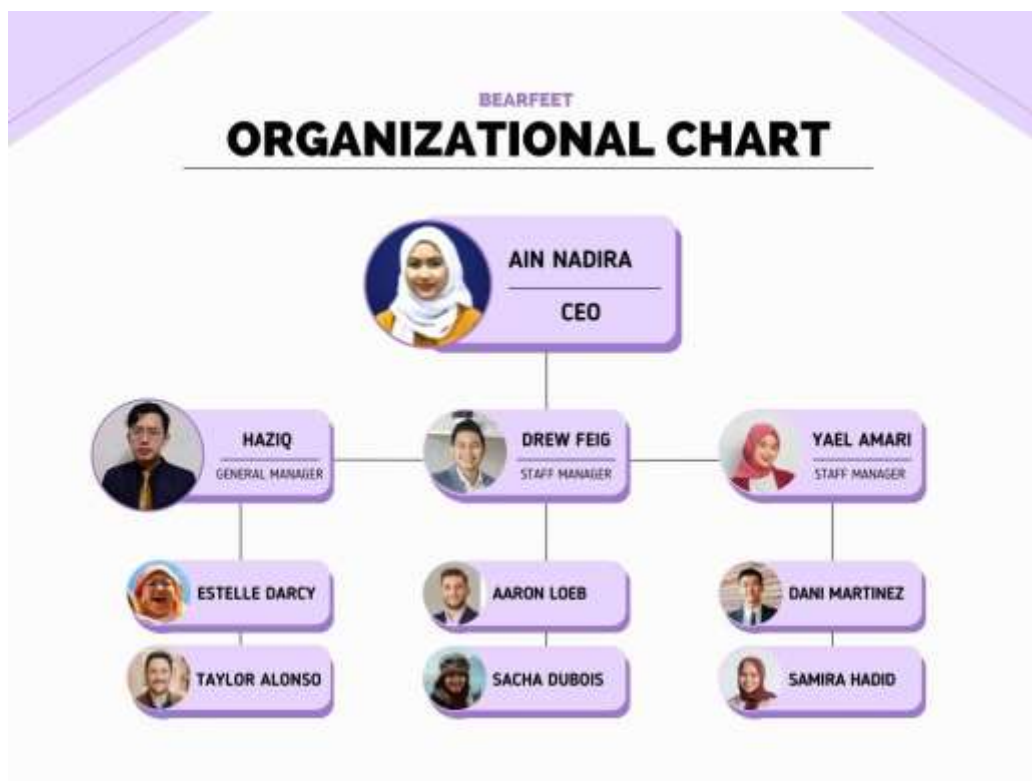 BEARFEET
ORGANIZATIONAL CHART
AIN NADIRA
CEO
HAZIQ
GENERAL MANAGER
DREW FEIG
STAFF MANAGER
YAEL AMARI
STAFF MANAGER
ESTELLE DARCY
AARON LOEB
DANI MARTINEZ
TAYLOR ALONSO
SACHA DUBOIS
SAMIRA HADID